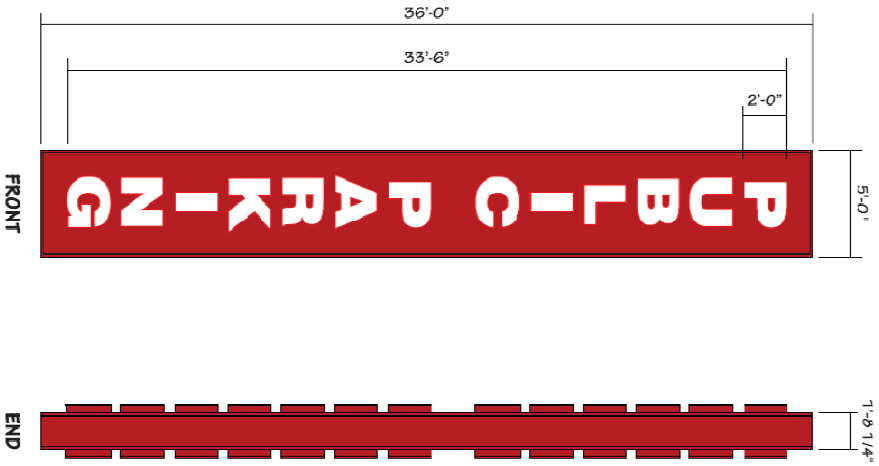 36'-0"
33'-6"
2'-0"
FRONT
PUBLIC PARKING
5'-0"
END
1'-8 1/4"